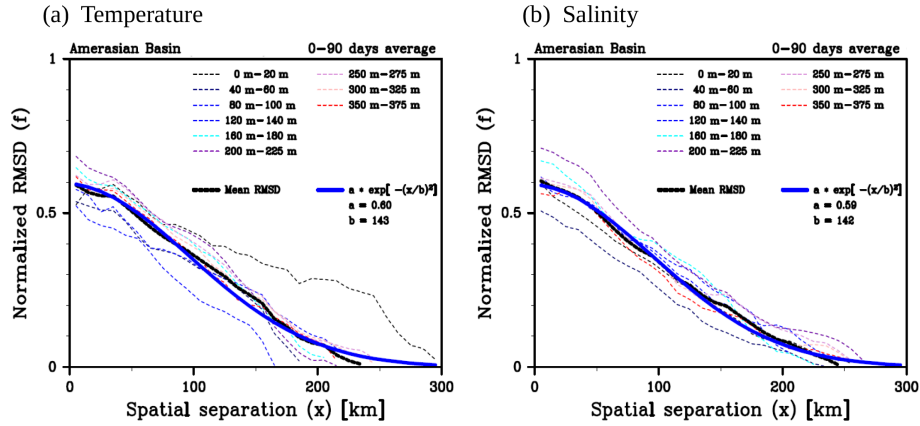 (a) Temperature
Amerasian Basin 0-90 days average
1
0 m-20 m 250 m-275 m
40 m-60 m 300 m-325 m
80 m-100 m 350 m-375 m
120 m-140 m
160 m-180 m
200 m-225 m
Mean RMSD a * exp[ -(x/b)²]
a = 0.60
b = 143
0.5
0
0 100 200 300
Normalized RMSD (f)
Spatial separation (x) [km]
(b) Salinity
Amerasian Basin 0-90 days average
1
0 m-20 m 250 m-275 m
40 m-60 m 300 m-325 m
80 m-100 m 350 m-375 m
120 m-140 m
160 m-180 m
200 m-225 m
Mean RMSD a * exp[ -(x/b)²]
a = 0.59
b = 142
0.5
0
0 100 200 300
Normalized RMSD (f)
Spatial separation (x) [km]